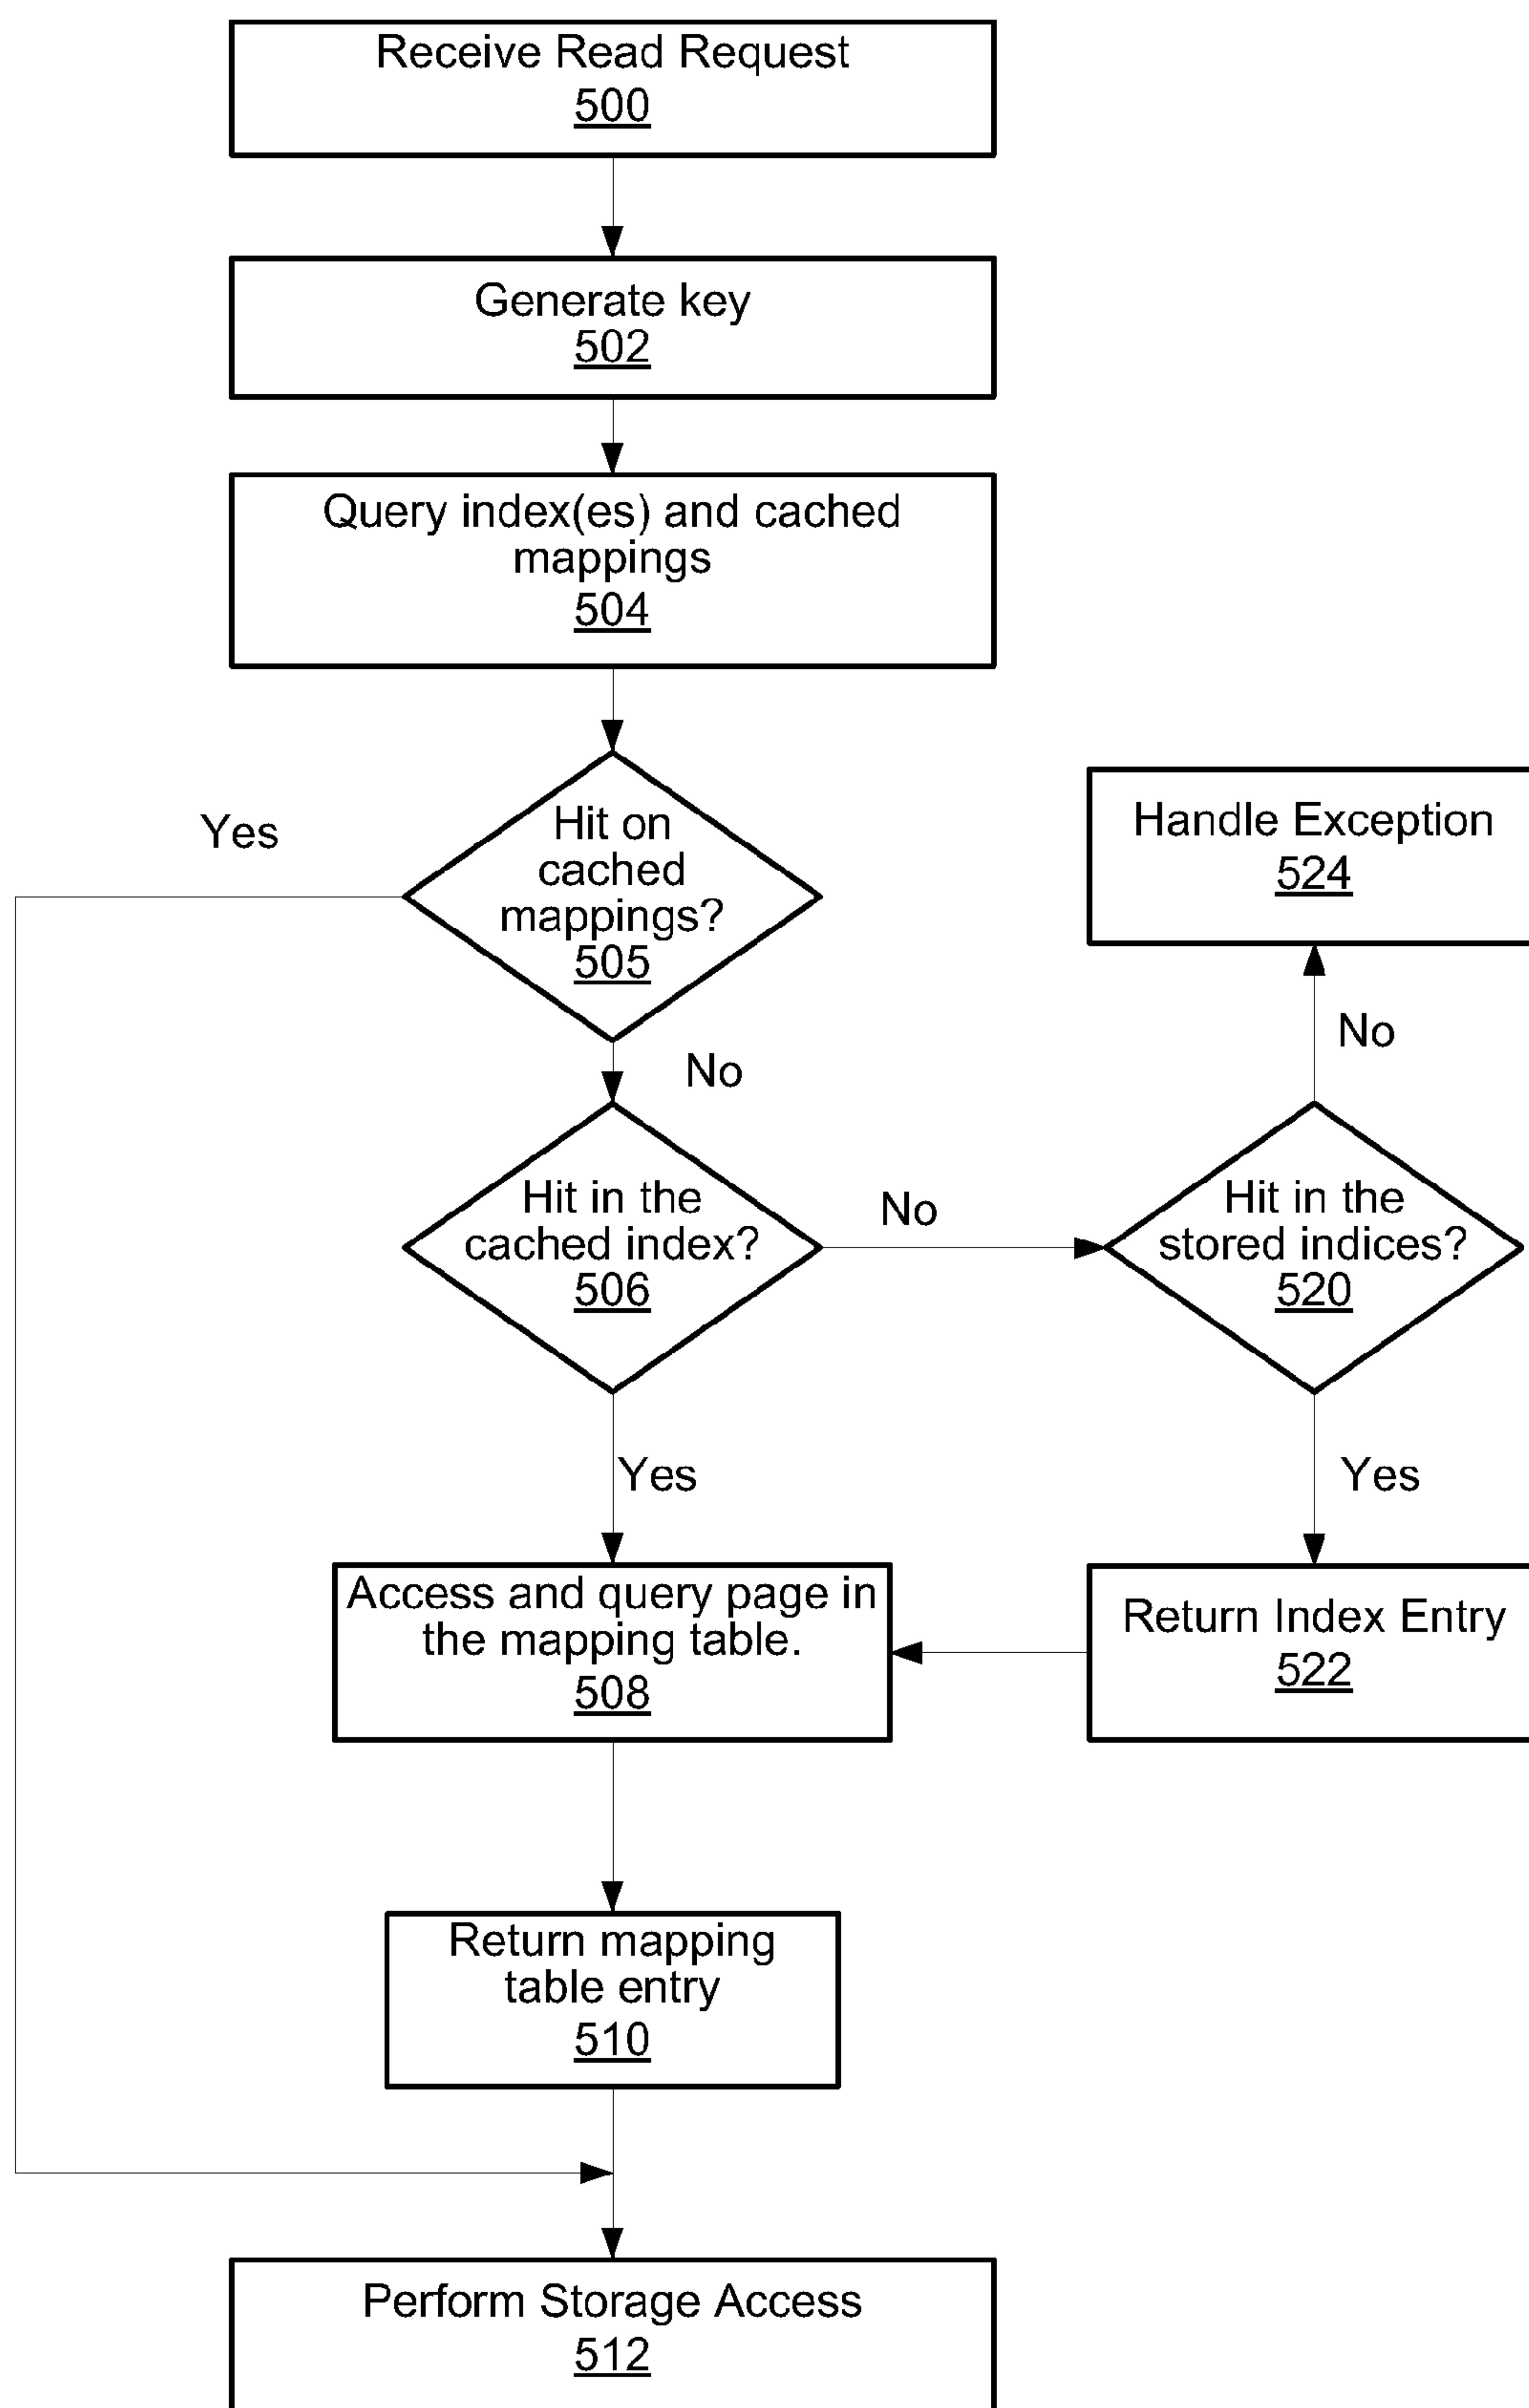 Receive Read Request
500
Generate key
502
Query index(es) and cached
mappings
504
Yes
Hit on
cached
mappings?
505
Handle Exception
524
No
No
Hit in the
cached index?
506
No
Hit in the
stored indices?
520
Yes
Yes
Access and query page in
the mapping table.
508
Return Index Entry
522
Return mapping
table entry
510
Perform Storage Access
512